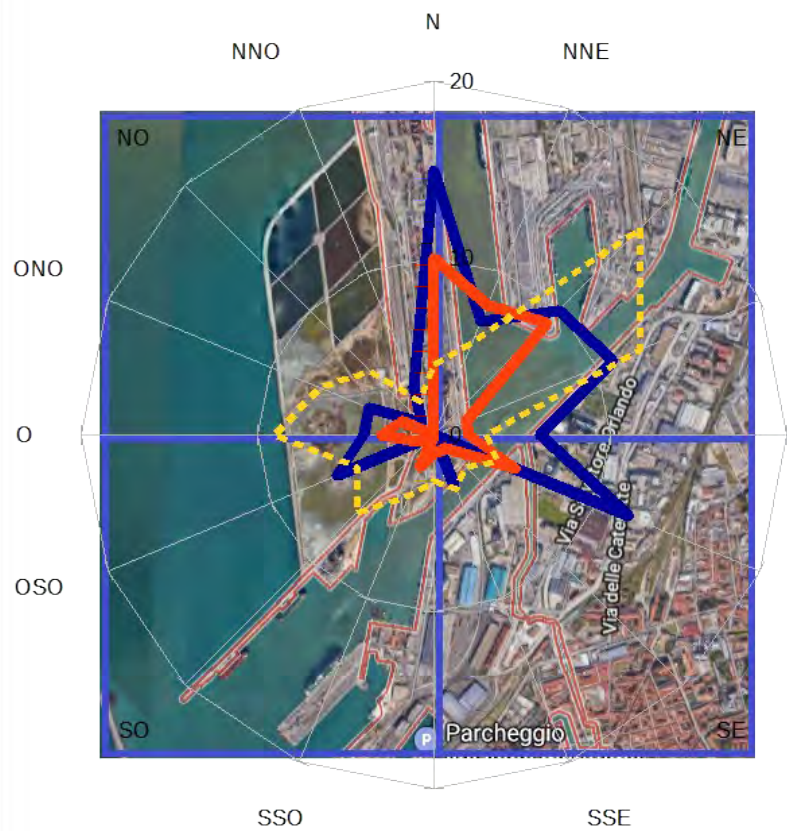 N
NNO
NNE
20
NO
NE
10
ONO
O
0
Via Salvatore Orlando
Via delle Cateratte
OSO
SO
P Parcheggio
SE
SSO
SSE